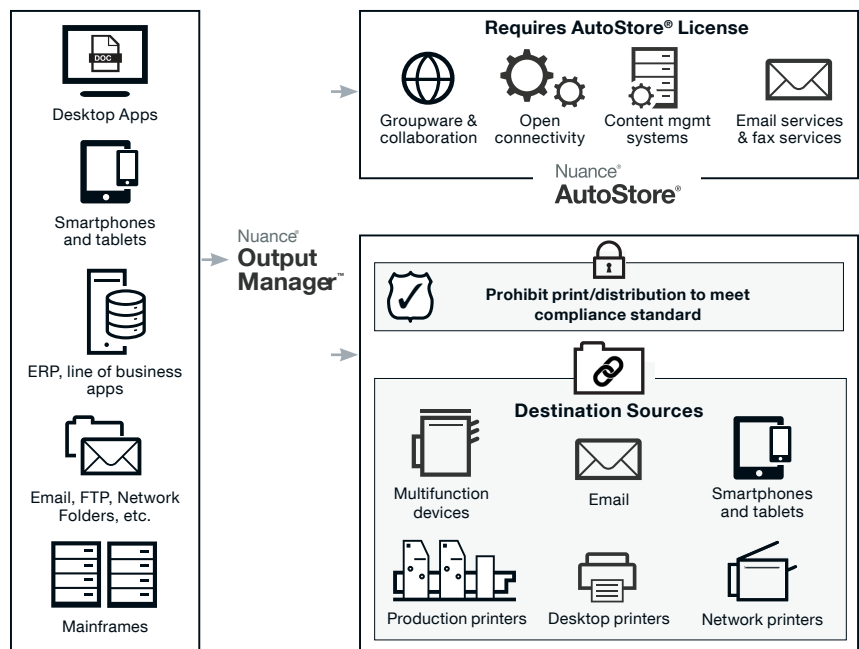 DOC
Desktop Apps
Smartphones
and tablets
ERP, line of business
apps
Email, FTP, Network
Folders, etc.
Mainframes
Nuance®
Output
Manager™
Requires AutoStore® License
Groupware &
collaboration
Open
connectivity
Content mgmt
systems
Email services
& fax services
Nuance®
AutoStore®
Prohibit print/distribution to meet
compliance standard
Destination Sources
Multifunction
devices
Email
Smartphones
and tablets
Production printers
Desktop printers
Network printers